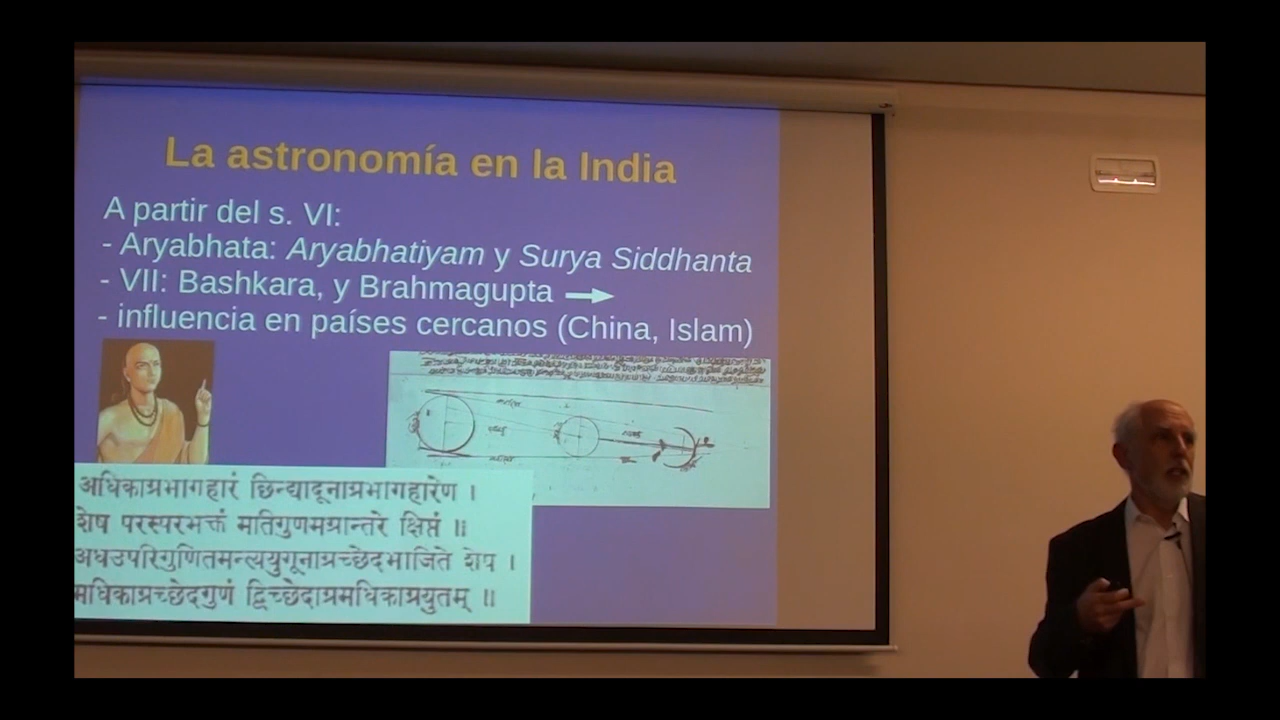 La astronomía en la India
A partir del s. VI:
- Aryabhata: Aryabhatiyam y Surya Siddhanta
- VII: Bashkara, y Brahmagupta
- influencia en países cercanos (China, Islam)
अधिकाग्रभागहारं छिन्द्यादूनाग्रभागहारेण ।
शेष परस्परभक्तं मतिगुणमग्रान्तरे क्षिप्तं ॥
अधउपरिगुणितमन्त्ययुगूनाग्रच्छेदभाजिते शेष ।
मधिकाग्रच्छेदगुणं द्विच्छेदाग्रमधिकाग्रयुतम् ॥